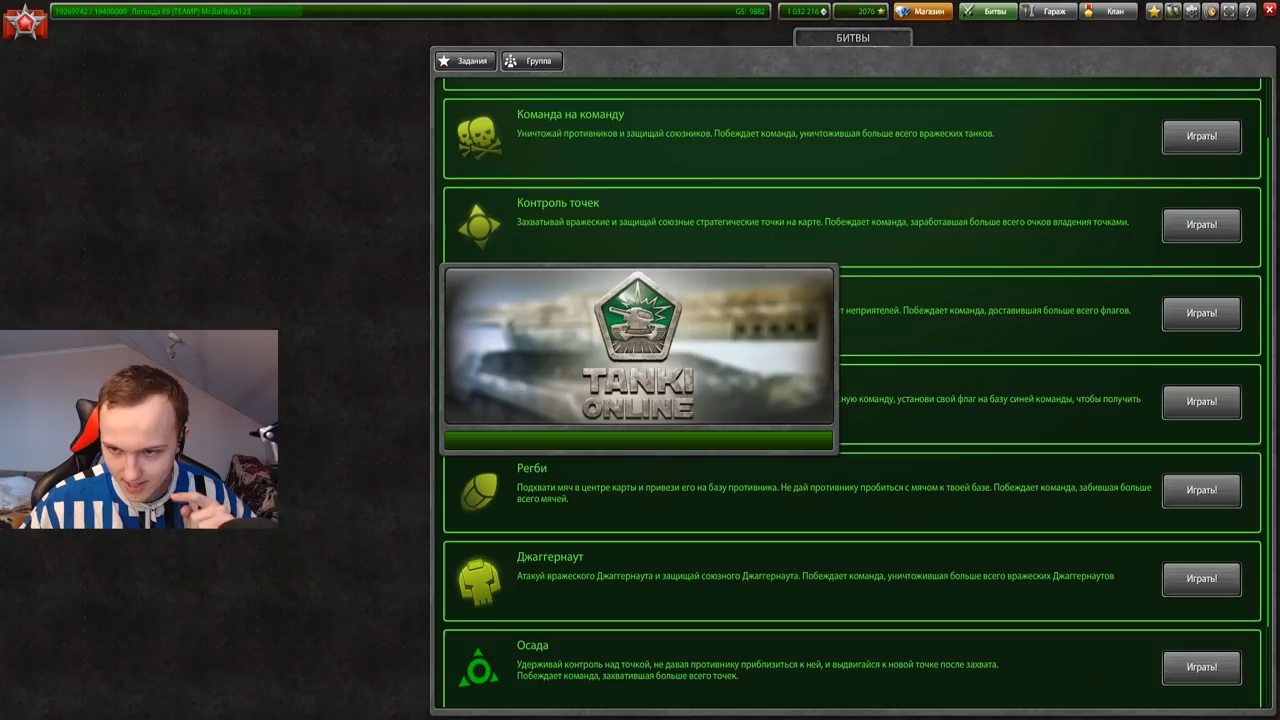 19269742 / 19400000 Легенда 89 [TEAMP] Mr.BaHbKa123
GS: 9882
1 032 216
2076
Магазин
Битвы
Гараж
Клан
?
БИТВЫ
Задания
Группа
Команда на команду
Уничтожай противников и защищай союзников. Побеждает команда, уничтожившая больше всего вражеских танков.
Играть!
Контроль точек
Захватывай вражеские и защищай союзные стратегические точки на карте. Побеждает команда, заработавшая больше всего очков владения точками.
Играть!
т неприятелей. Побеждает команда, доставившая больше всего флагов.
Играть!
ную команду, установи свой флаг на базу синей команды, чтобы получить
Играть!
TANKI
ONLINE
Регби
Подхвати мяч в центре карты и привези его на базу противника. Не дай противнику пробиться с мячом к твоей базе. Побеждает команда, забившая больше
всего мячей.
Играть!
Джаггернаут
Атакуй вражеского Джаггернаута и защищай союзного Джаггернаута. Побеждает команда, уничтожившая больше всего вражеских Джаггернаутов
Играть!
Осада
Удерживай контроль над точкой, не давая противнику приблизиться к ней, и выдвигайся к новой точке после захвата.
Побеждает команда, захватившая больше всего точек.
Играть!